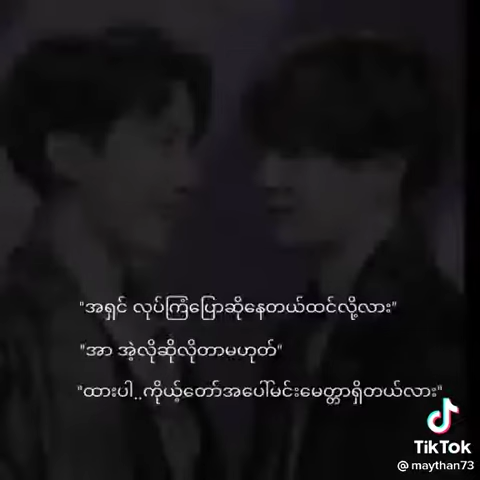 "အရှင် လုပ်ကြံပြောဆိုနေတယ်ထင်လို့လား"
"အာ အဲ့လိုဆိုလိုတာမဟုတ်"
"ထားပါ..ကိုယ့်တော်အပေါ်မင်းမေတ္တာရှိတယ်လား"
TikTok
@maythan73